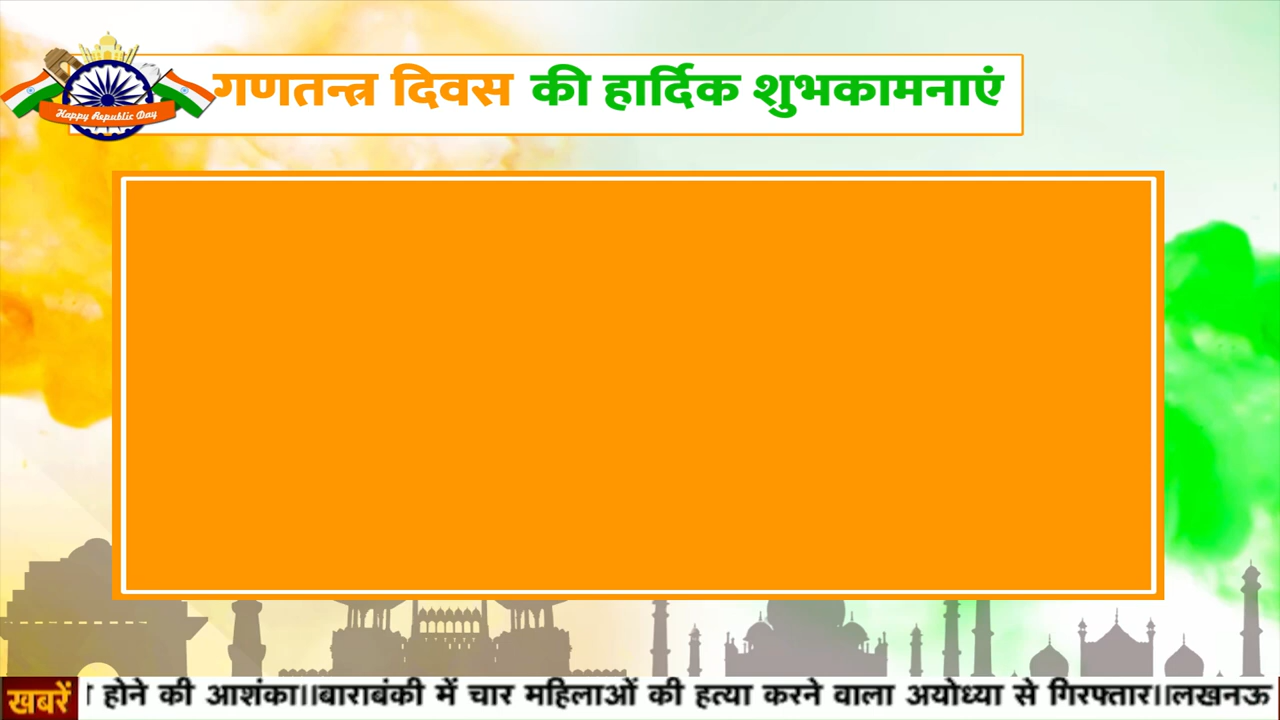 गणतन्त्र दिवस की हार्दिक शुभकामनाएं
Happy Republic Day
खबरें
होने की आशंका।।बाराबंकी में चार महिलाओं की हत्या करने वाला अयोध्या से गिरफ्तार।।लखनऊ